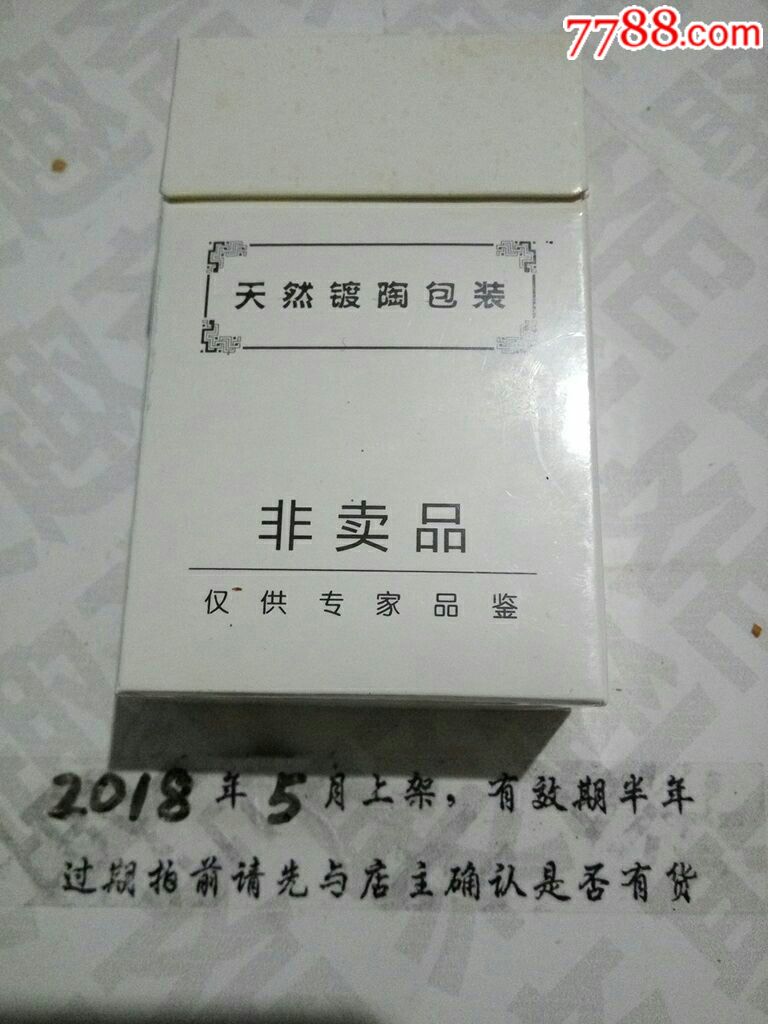 7788.com
天然镀陶包装
非卖品
仅供专家品鉴
2018年5月上架，有效期半年
过期拍前请先与店主确认是否有货